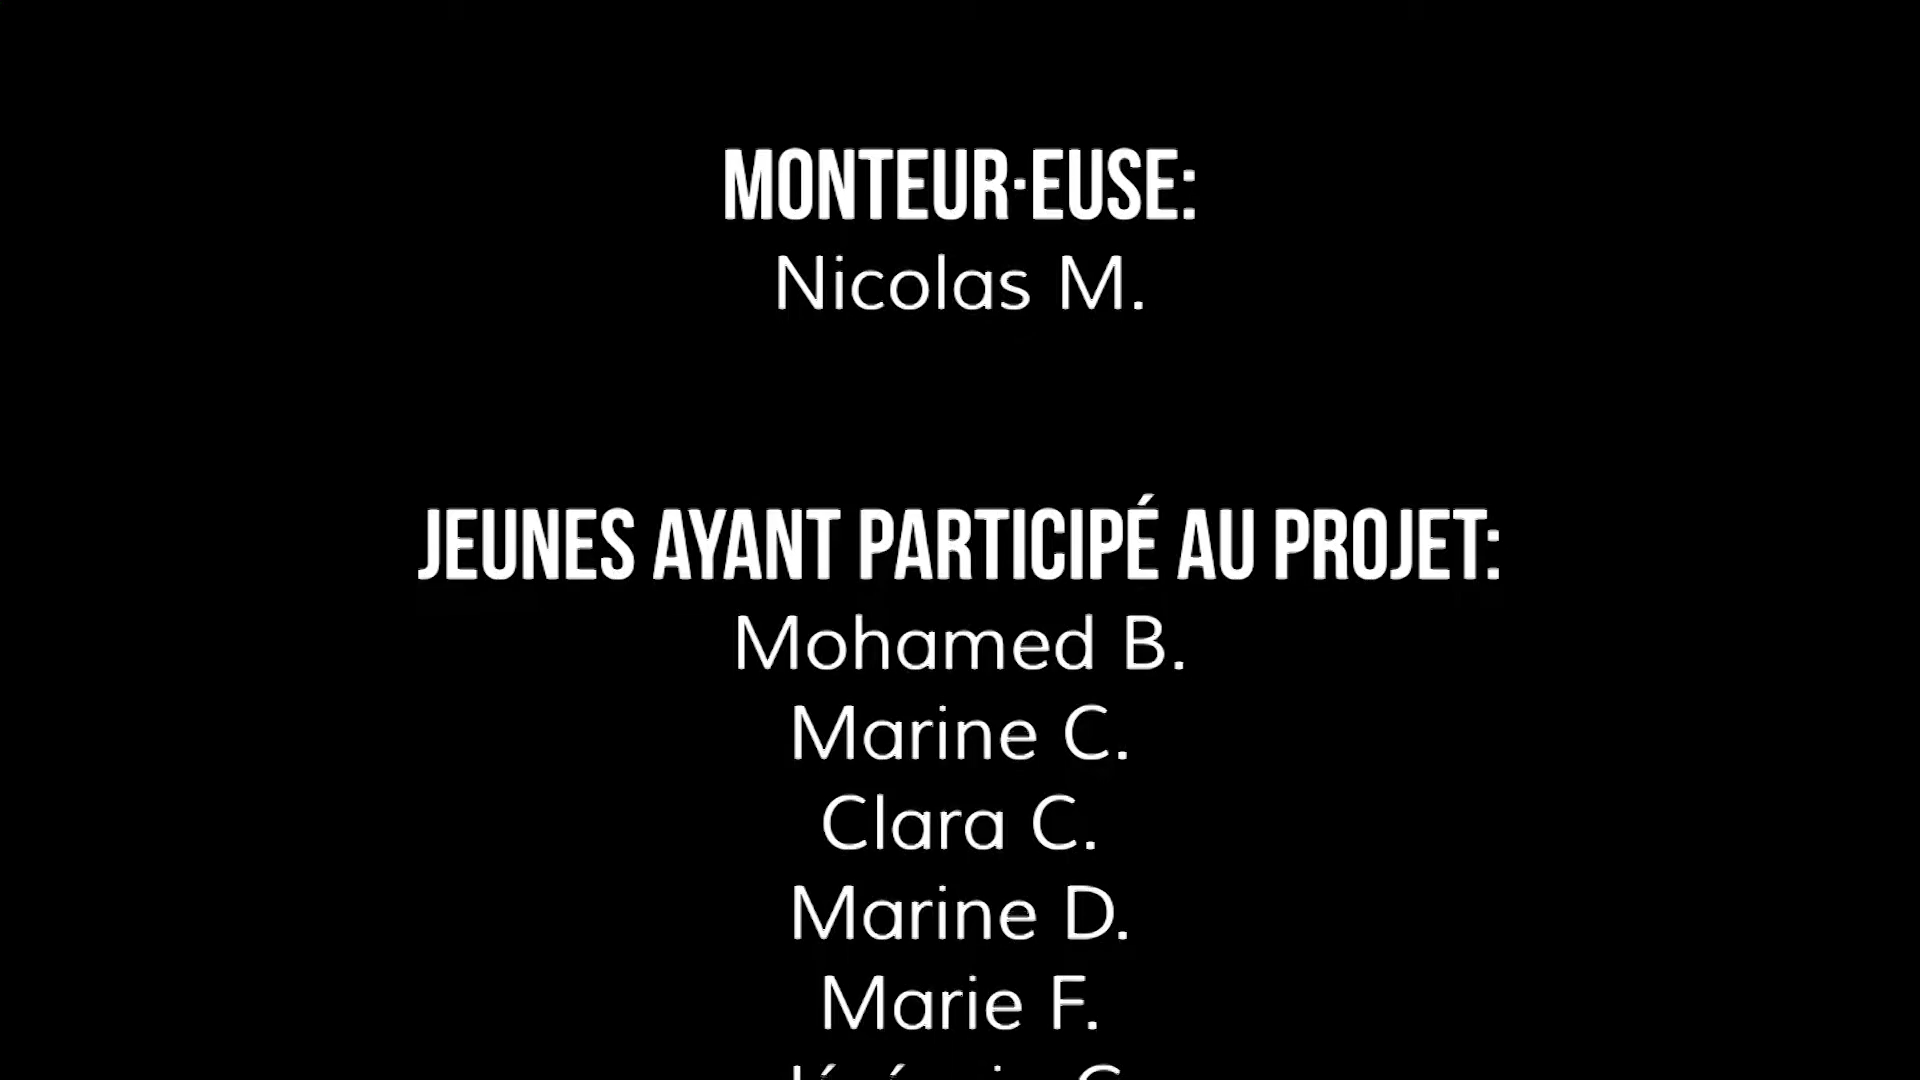 MONTEUR·EUSE:
Nicolas M.
JEUNES AYANT PARTICIPÉ AU PROJET:
Mohamed B.
Marine C.
Clara C.
Marine D.
Marie F.